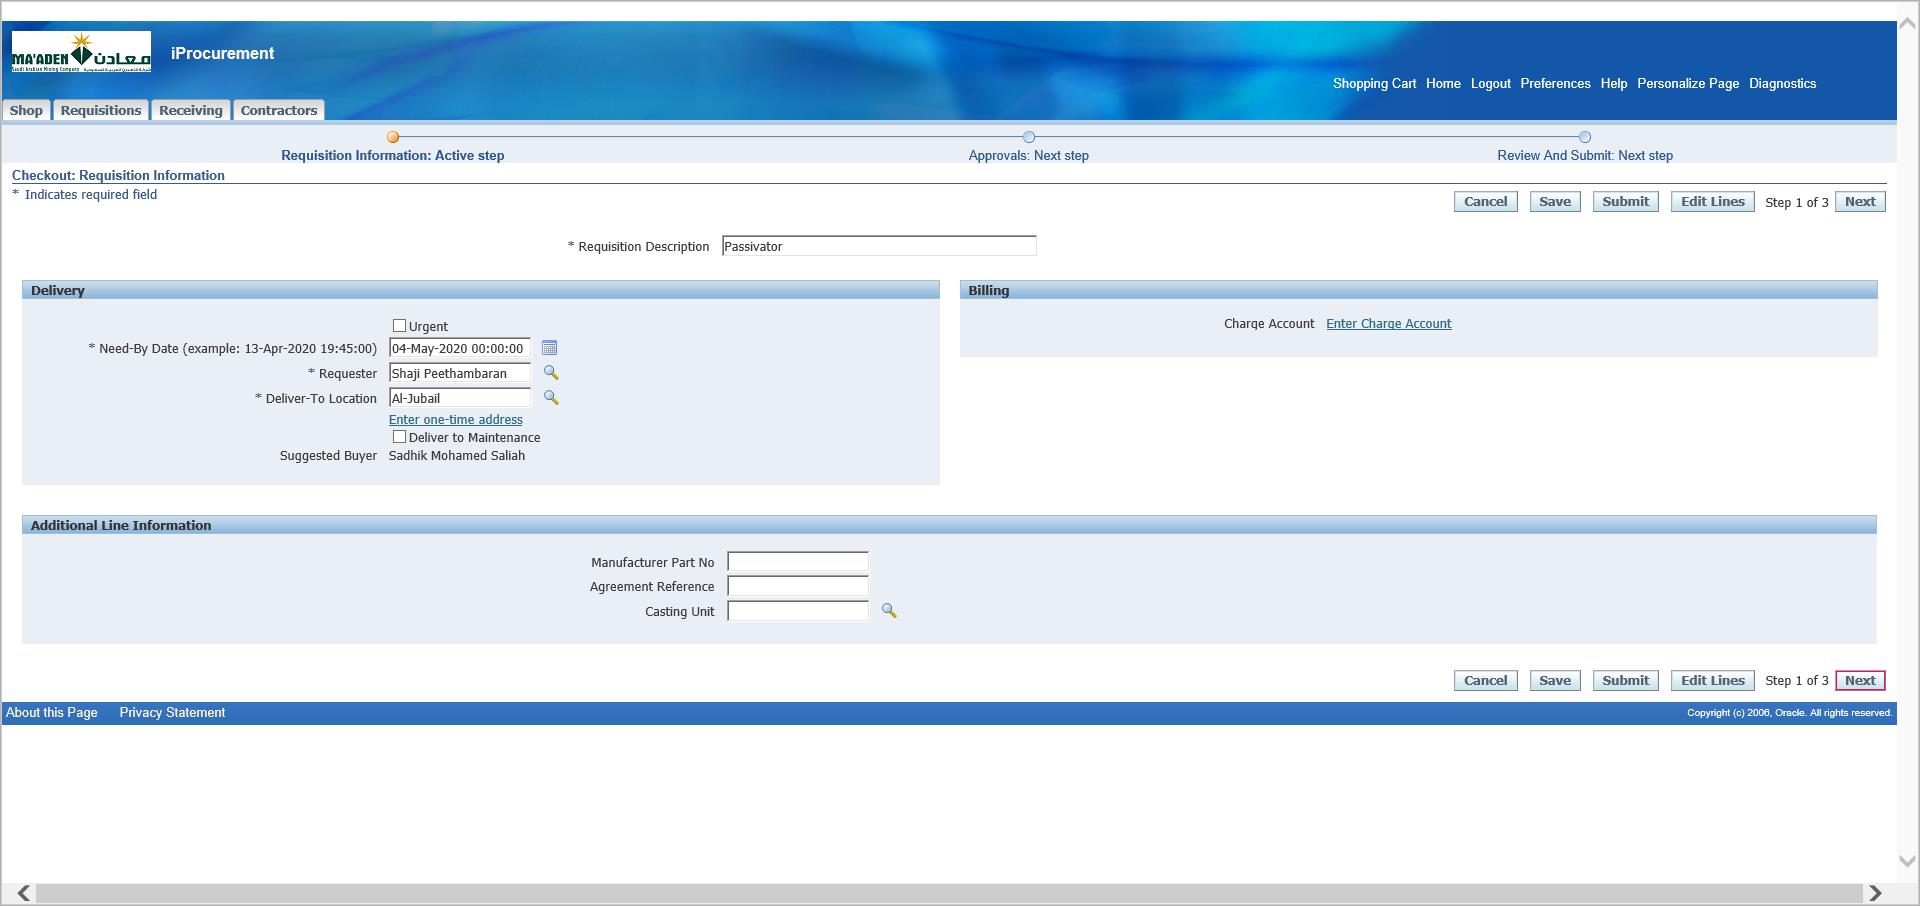 MA'ADEN معادن
Saudi Arabian Mining Company
iProcurement
Shopping Cart Home Logout Preferences Help Personalize Page Diagnostics
Shop Requisitions Receiving Contractors
Requisition Information: Active step Approvals: Next step Review And Submit: Next step
Checkout: Requisition Information
* Indicates required field
Cancel Save Submit Edit Lines Step 1 of 3 Next
* Requisition Description Passivator
Delivery
Urgent
* Need-By Date (example: 13-Apr-2020 19:45:00) 04-May-2020 00:00:00
* Requester Shaji Peethambaran
* Deliver-To Location Al-Jubail
Enter one-time address
Deliver to Maintenance
Suggested Buyer Sadhik Mohamed Saliah
Billing
Charge Account Enter Charge Account
Additional Line Information
Manufacturer Part No
Agreement Reference
Casting Unit
Cancel Save Submit Edit Lines Step 1 of 3 Next
About this Page Privacy Statement Copyright (c) 2006, Oracle. All rights reserved.